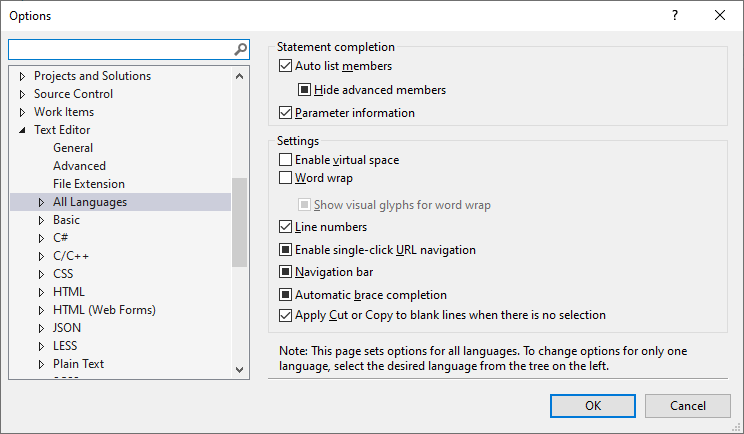 Options
?
Projects and Solutions
Source Control
Work Items
Text Editor
General
Advanced
File Extension
All Languages
Basic
C#
C/C++
CSS
HTML
HTML (Web Forms)
JSON
LESS
Plain Text
Statement completion
Auto list members
Hide advanced members
Parameter information
Settings
Enable virtual space
Word wrap
Show visual glyphs for word wrap
Line numbers
Enable single-click URL navigation
Navigation bar
Automatic brace completion
Apply Cut or Copy to blank lines when there is no selection
Note: This page sets options for all languages. To change options for only one
language, select the desired language from the tree on the left.
OK
Cancel